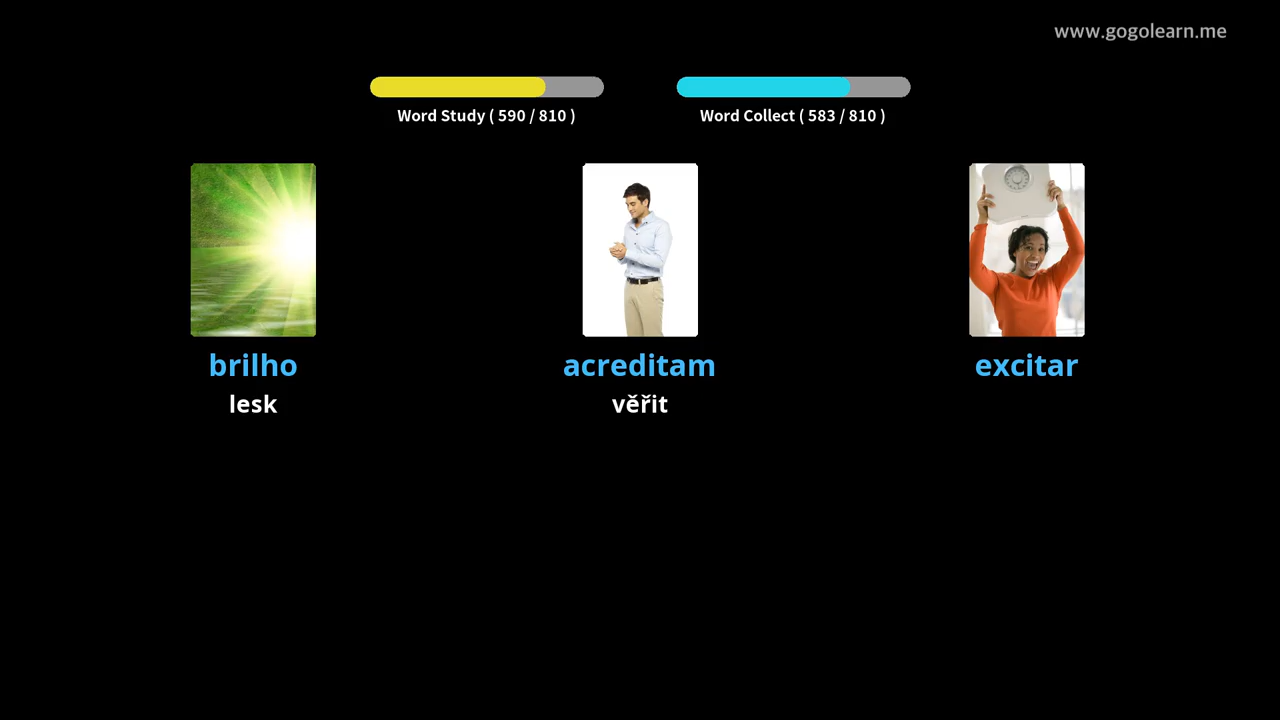 www.gogolearn.me
Word Study ( 590 / 810 )
Word Collect ( 583 / 810 )
brilho
lesk
acreditam
věřit
excitar